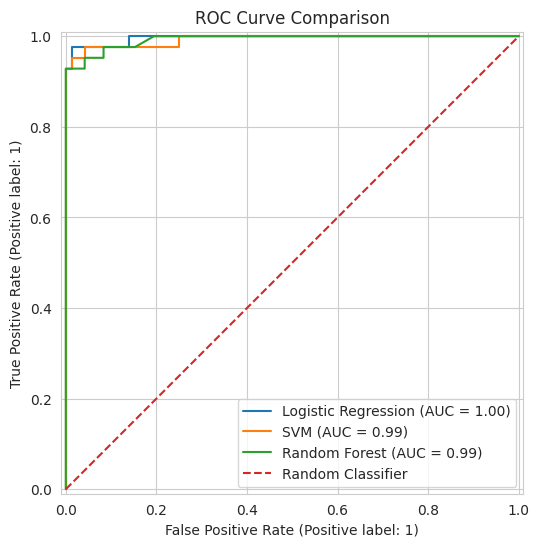 ROC Curve Comparison
True Positive Rate (Positive label: 1)
1.0
0.8
0.6
0.4
0.2
0.0
Logistic Regression (AUC = 1.00)
SVM (AUC = 0.99)
Random Forest (AUC = 0.99)
Random Classifier
0.0 0.2 0.4 0.6 0.8 1.0
False Positive Rate (Positive label: 1)